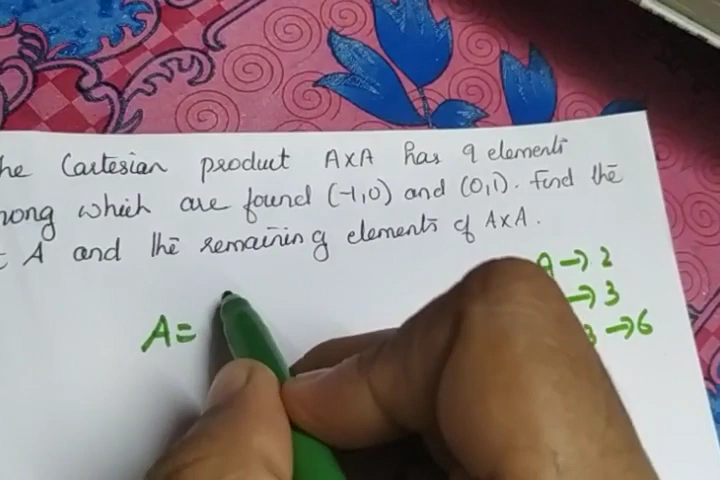 he Cartesian product A×A has 9 elements
mong which are found (-1,0) and (0,1). Find the
A and the remaining elements of A×A.
A → 2
→ 3
→ 6
A =